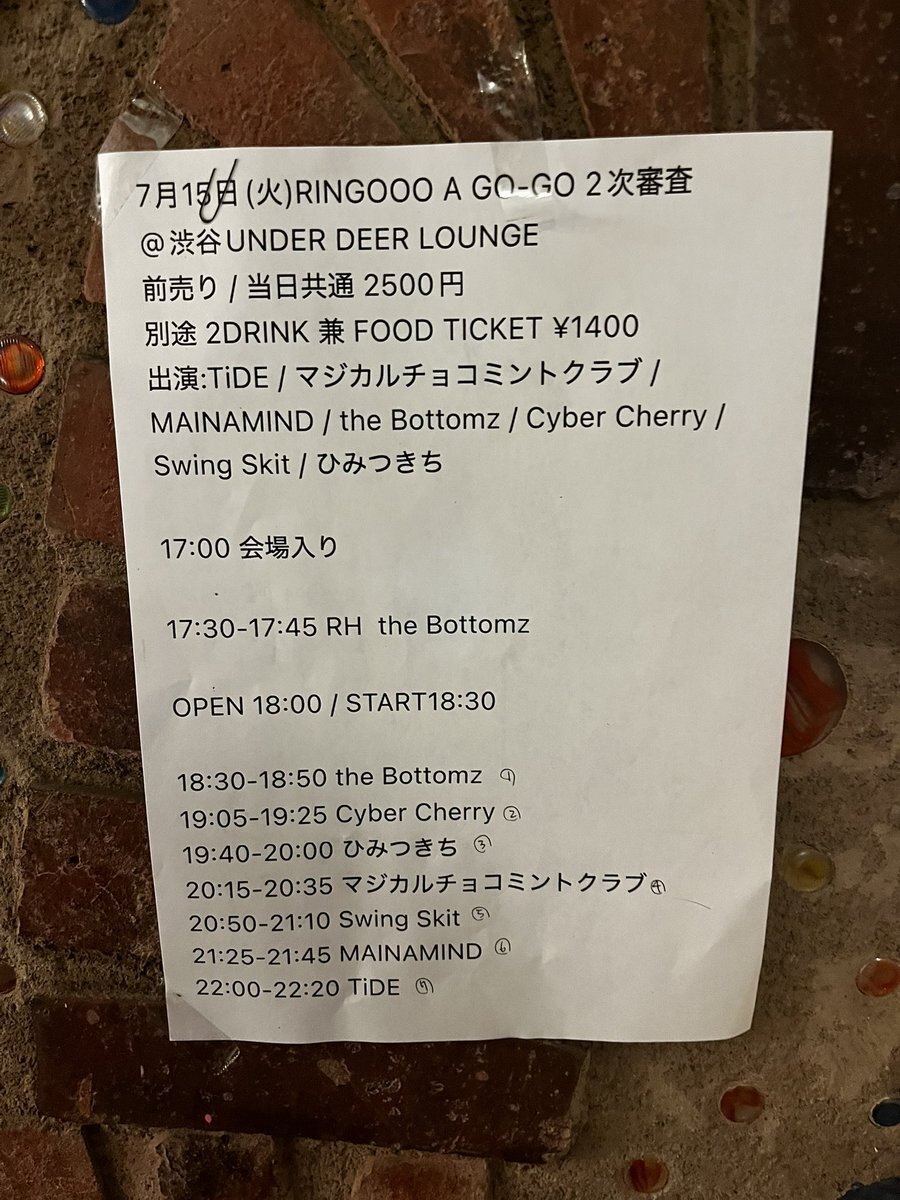 7月15日(火)RINGOOO A GO-GO 2次審査
@渋谷UNDER DEER LOUNGE
前売り / 当日共通 2500円
別途 2DRINK 兼 FOOD TICKET ¥1400
出演:TiDE / マジカルチョコミントクラブ /
MAINAMIND / the Bottomz / Cyber Cherry /
Swing Skit / ひみつきち
17:00 会場入り
17:30-17:45 RH the Bottomz
OPEN 18:00 / START18:30
18:30-18:50 the Bottomz ①
19:05-19:25 Cyber Cherry ②
19:40-20:00 ひみつきち ③
20:15-20:35 マジカルチョコミントクラブ④
20:50-21:10 Swing Skit ⑤
21:25-21:45 MAINAMIND ⑥
22:00-22:20 TiDE ⑦